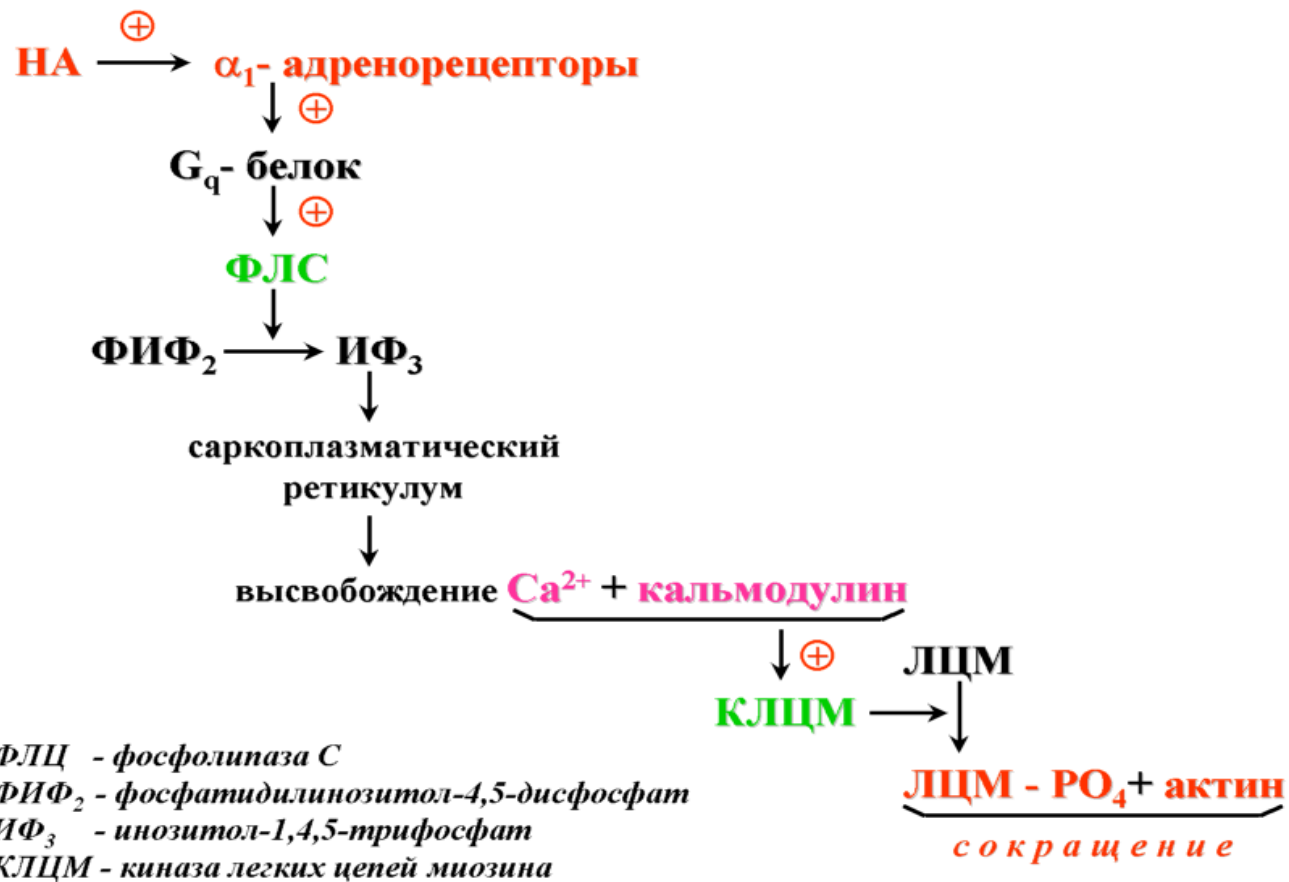 НА
α₁- адренорецепторы
Gq- белок
ФЛС
ФИФ₂
ИФ₃
саркоплазматический
ретикулум
высвобождение Ca²⁺ + кальмодулин
ЛЦМ
КЛЦМ
ЛЦМ - PO₄+ актин
сокращение
ФЛЦ - фосфолипаза С
ФИФ₂ - фосфатидилинозитол-4,5-дисфосфат
ИФ₃ - инозитол-1,4,5-трифосфат
КЛЦМ - киназа легких цепей миозина